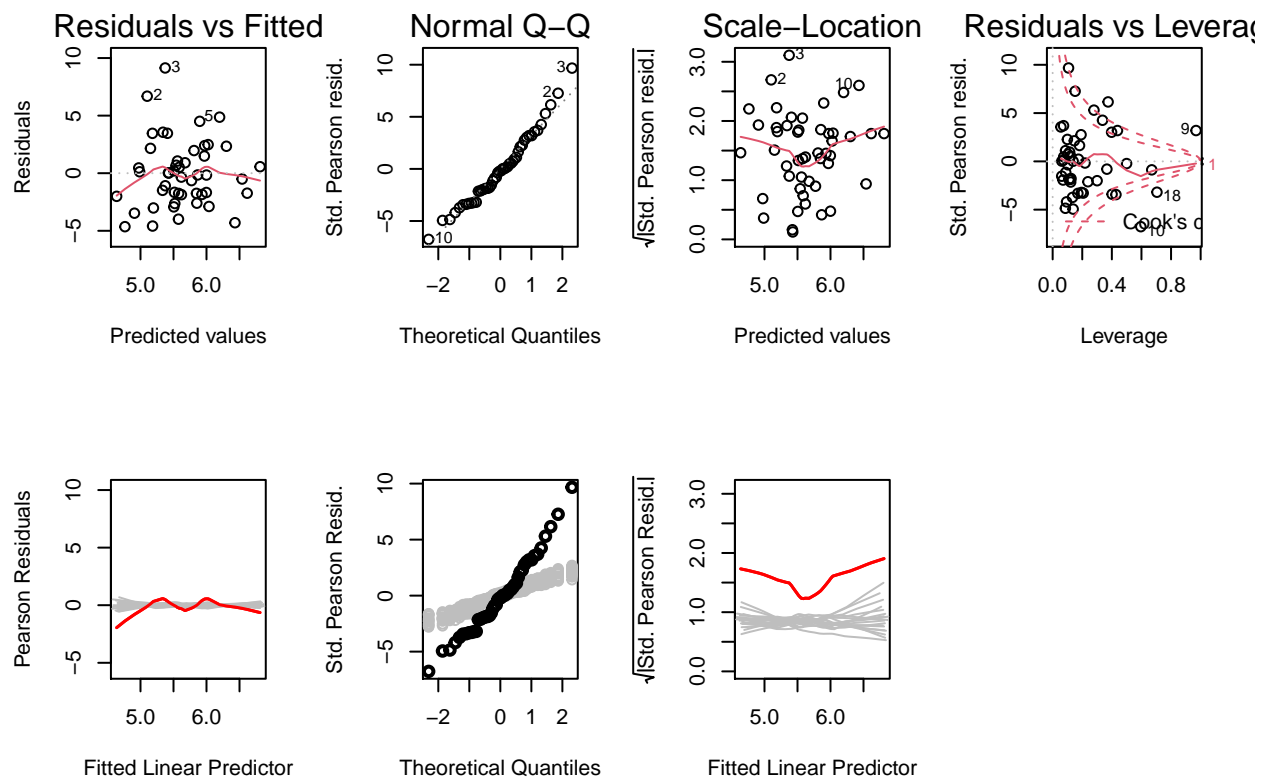 Residuals vs Fitted
Residuals
10
5
0
−5
3
2
5
5.0 6.0
Predicted values
Normal Q−Q
Std. Pearson resid.
10
5
0
−5
3
2
10
−2 0 1 2
Theoretical Quantiles
Scale−Location
√|Std. Pearson resid.|
3.0
2.0
1.0
0.0
3
2
10
5.0 6.0
Predicted values
Residuals vs Leverag
Std. Pearson resid.
10
5
0
−5
9
1
18
Cook's d
10
0.0 0.4 0.8
Leverage
Pearson Residuals
10
5
0
−5
5.0 6.0
Fitted Linear Predictor
Std. Pearson Resid.
10
5
0
−5
−2 0 1 2
Theoretical Quantiles
√|Std. Pearson Resid.|
3.0
2.0
1.0
0.0
5.0 6.0
Fitted Linear Predictor